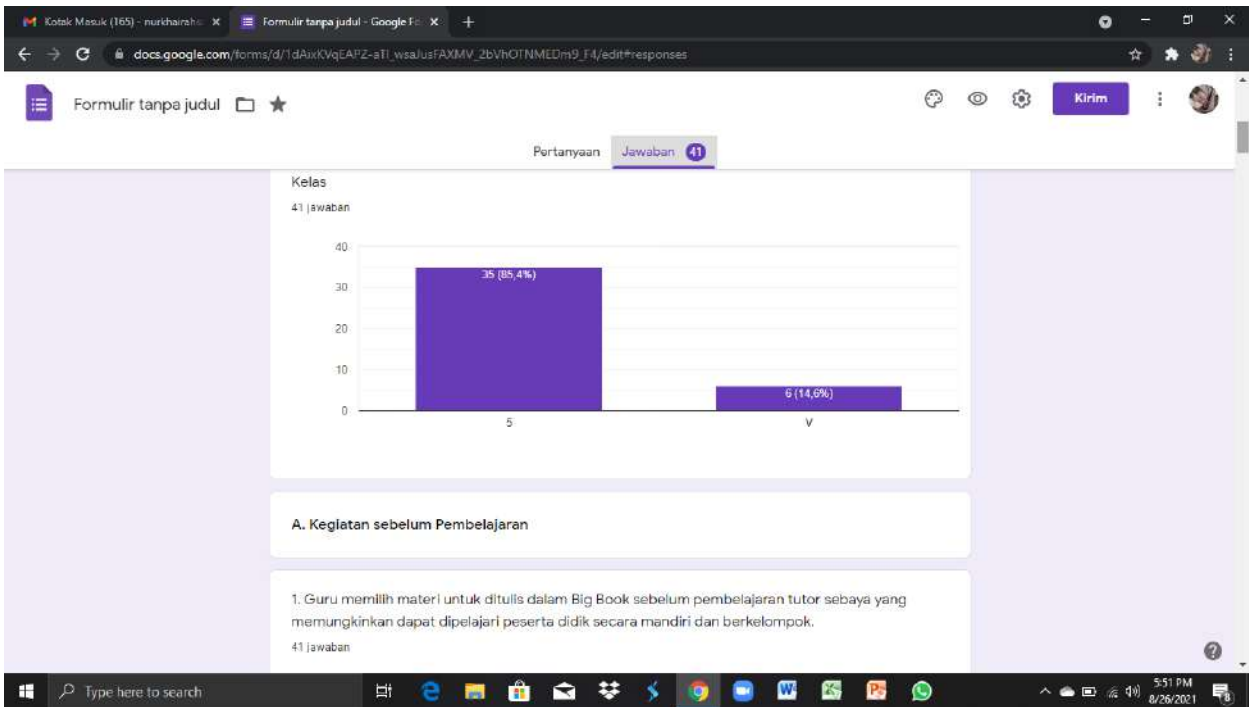 Kotak Masuk (165) - nurkhairahs
Formulir tanpa judul - Google Fo
docs.google.com/forms/d/
/edit#responses
Formulir tanpa judul
Kirim
Pertanyaan Jawaban 41
Kelas
41 jawaban
40
30
20
10
0
35 (85,4%)
6 (14,6%)
5 V
A. Kegiatan sebelum Pembelajaran
1. Guru memilih materi untuk ditulis dalam Big Book sebelum pembelajaran tutor sebaya yang
memungkinkan dapat dipelajari peserta didik secara mandiri dan berkelompok.
41 jawaban
Type here to search
5:51 PM
8/26/2021